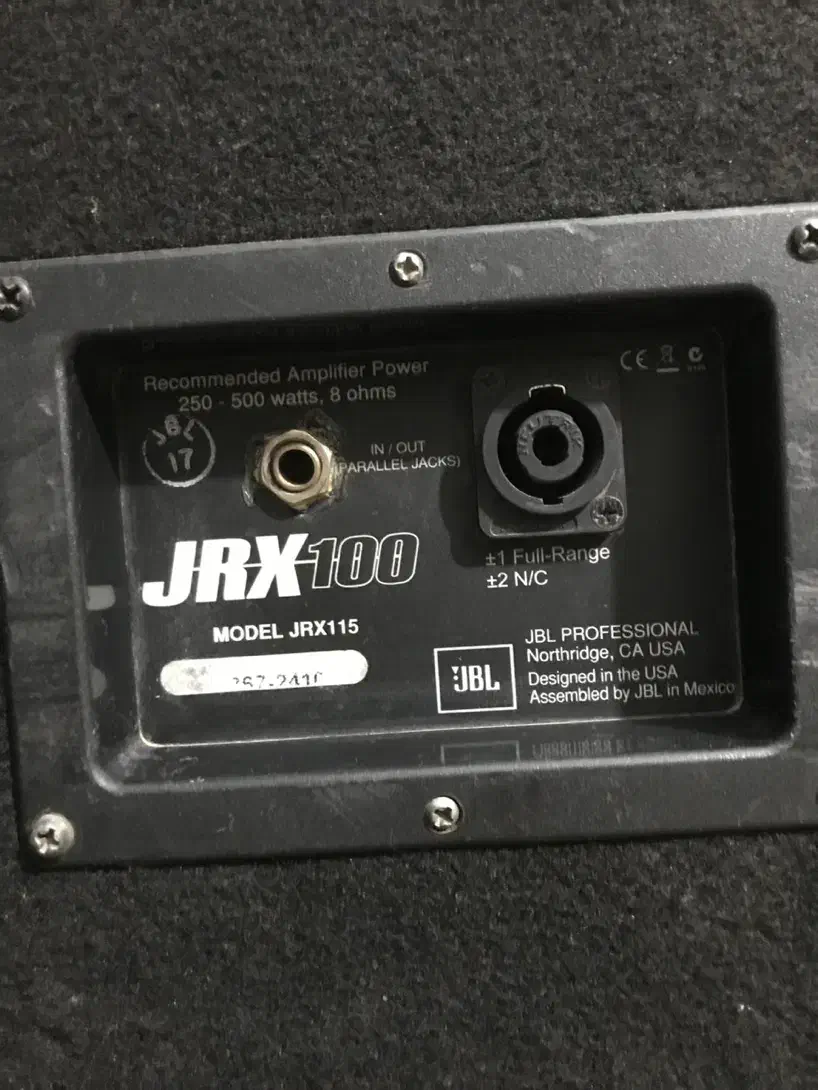 Recommended Amplifier Power
250 - 500 watts, 8 ohms
17
IN / OUT
(PARALLEL JACKS)
NEUTRIK
CE
JRX100
±1 Full-Range
±2 N/C
MODEL JRX115
JBL
JBL PROFESSIONAL
Northridge, CA USA
Designed in the USA
Assembled by JBL in Mexico